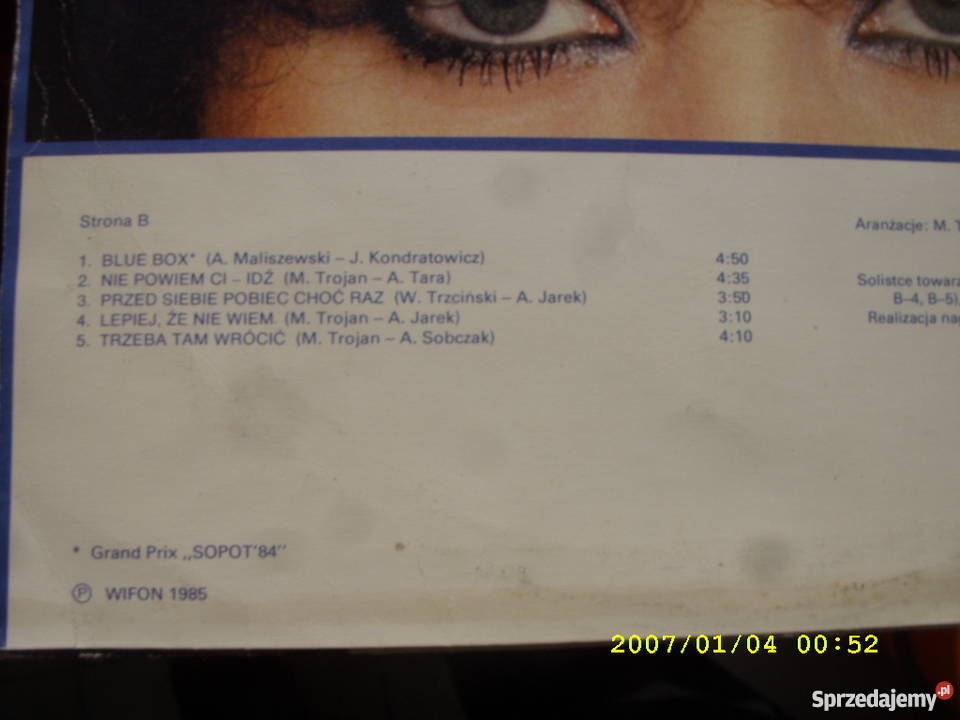 Strona B
1. BLUE BOX* (A. Maliszewski – J. Kondratowicz) 4:50
2. NIE POWIEM CI – IDŹ (M. Trojan – A. Tara) 4:35
3. PRZED SIEBIE POBIEC CHOĆ RAZ (W. Trzciński – A. Jarek) 3:50
4. LEPIEJ, ŻE NIE WIEM (M. Trojan – A. Jarek) 3:10
5. TRZEBA TAM WRÓCIĆ (M. Trojan – A. Sobczak) 4:10
Aranżacje: M. T
Solistce towarz
B–4, B–5),
Realizacja nag
* Grand Prix „SOPOT'84"
Ⓟ WIFON 1985
2007/01/04 00:52
Sprzedajemy.pl